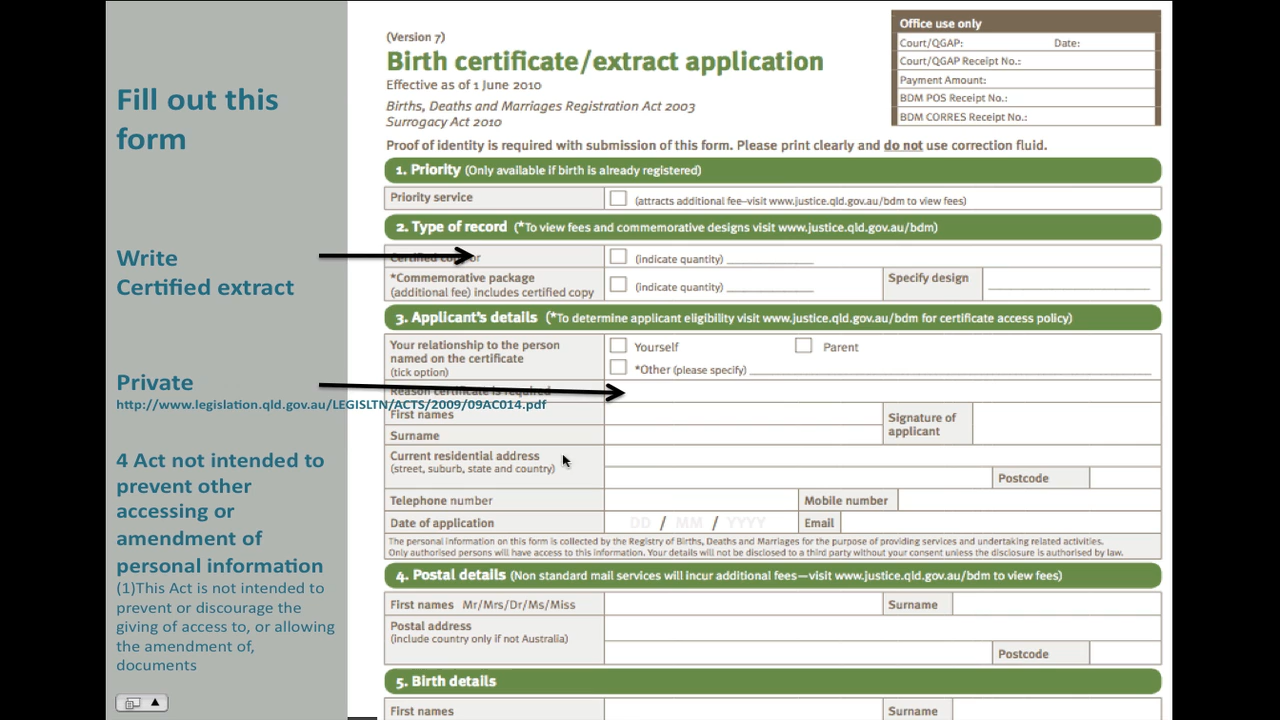 Fill out this
form
Write
Certified extract
Private
http://www.legislation.qld.gov.au/LEGISLTN/ACTS/2009/09AC014.pdf
4 Act not intended to
prevent other
accessing or
amendment of
personal information
(1)This Act is not intended to
prevent or discourage the
giving of access to, or allowing
the amendment of,
documents
(Version 7)
Birth certificate/extract application
Effective as of 1 June 2010
Births, Deaths and Marriages Registration Act 2003
Surrogacy Act 2010
Office use only
Court/QGAP: Date:
Court/QGAP Receipt No.:
Payment Amount:
BDM POS Receipt No.:
BDM CORRES Receipt No.:
Proof of identity is required with submission of this form. Please print clearly and do not use correction fluid.
1. Priority (Only available if birth is already registered)
Priority service (attracts additional fee–visit www.justice.qld.gov.au/bdm to view fees)
2. Type of record (*To view fees and commemorative designs visit www.justice.qld.gov.au/bdm)
Certified copy or (indicate quantity) _______________
*Commemorative package
(additional fee) includes certified copy (indicate quantity) _______________ Specify design
3. Applicant's details (*To determine applicant eligibility visit www.justice.qld.gov.au/bdm for certificate access policy)
Your relationship to the person
named on the certificate
(tick option)
Yourself Parent
*Other (please specify)
Reason certificate is required
First names
Surname
Signature of
applicant
Current residential address
(street, suburb, state and country)
Postcode
Telephone number Mobile number
Date of application DD / MM / YYYY Email
The personal information on this form is collected by the Registry of Births, Deaths and Marriages for the purpose of providing services and undertaking related activities.
Only authorised persons will have access to this information. Your details will not be disclosed to a third party without your consent unless the disclosure is authorised by law.
4. Postal details (Non standard mail services will incur additional fees—visit www.justice.qld.gov.au/bdm to view fees)
First names Mr/Mrs/Dr/Ms/Miss Surname
Postal address
(include country only if not Australia)
Postcode
5. Birth details
First names Surname